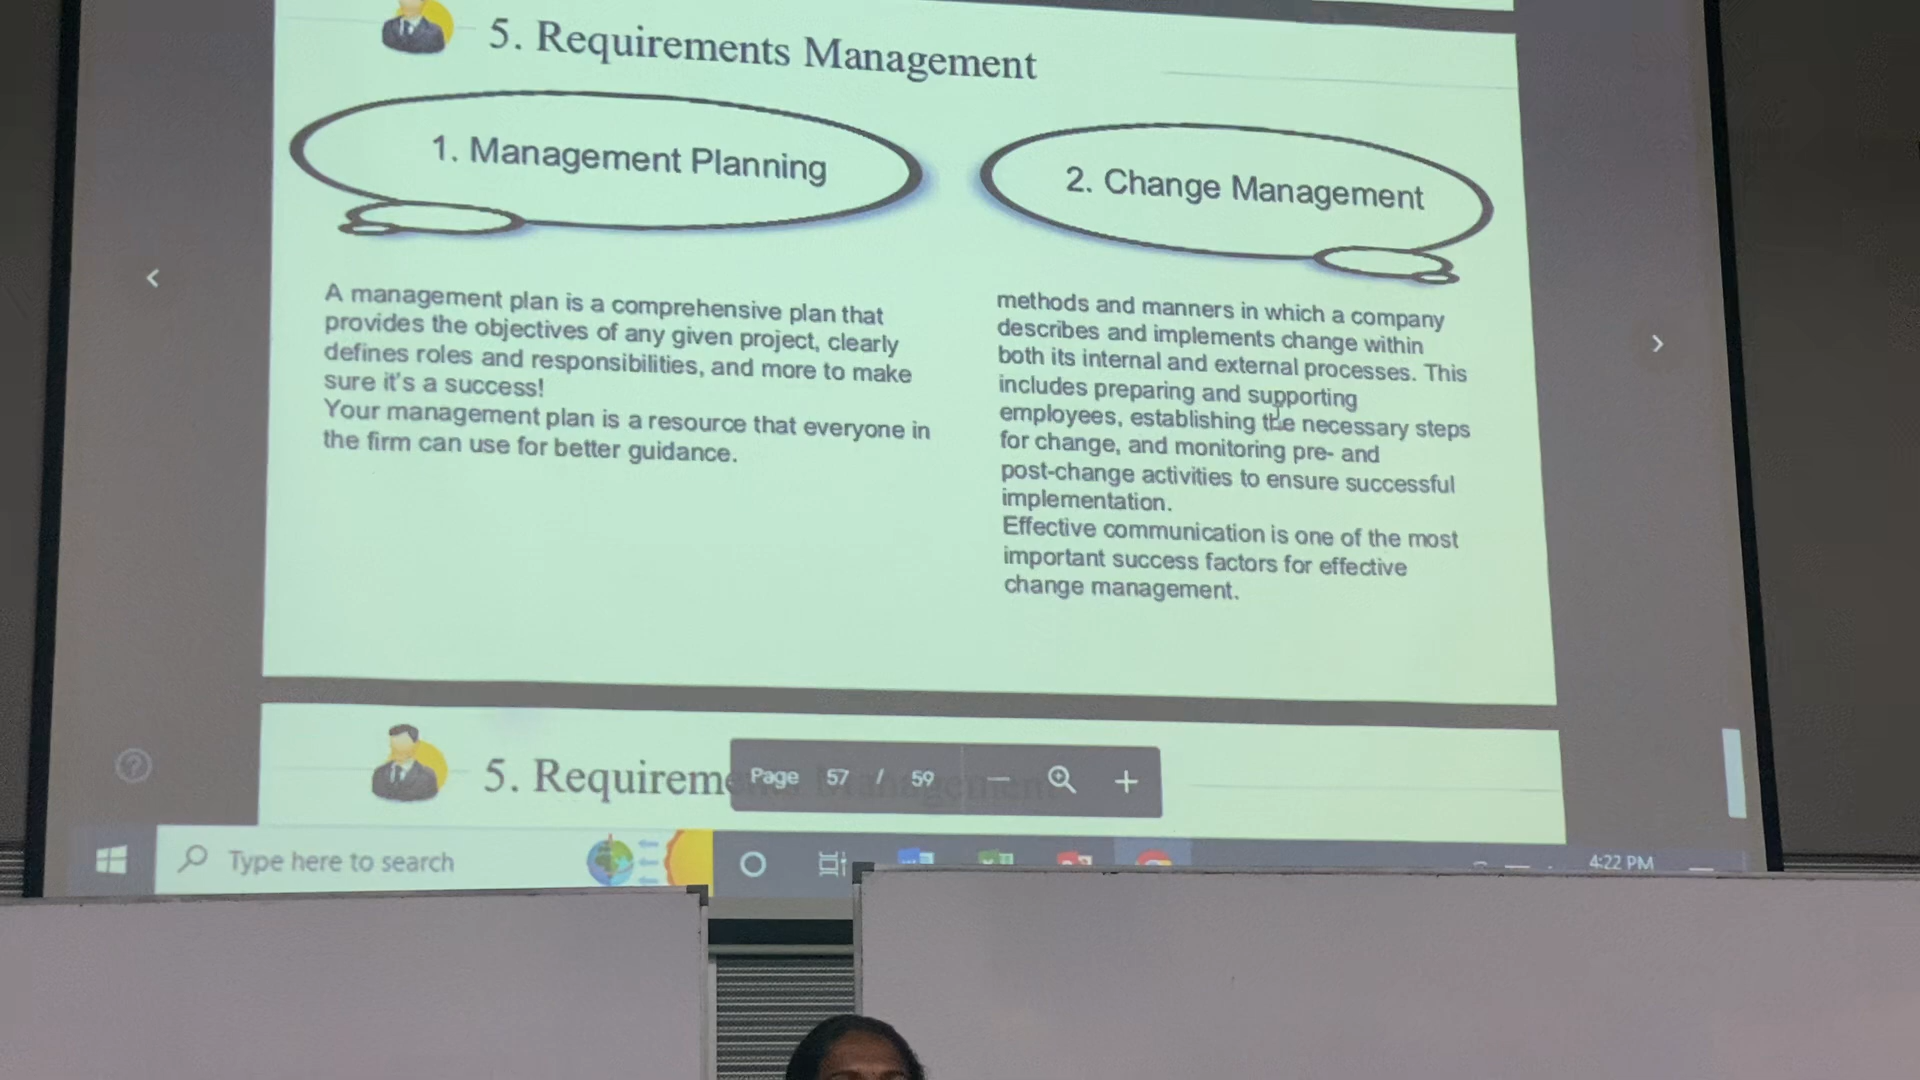 5. Requirements Management
1. Management Planning
A management plan is a comprehensive plan that
provides the objectives of any given project, clearly
defines roles and responsibilities, and more to make
sure it's a success!
Your management plan is a resource that everyone in
the firm can use for better guidance.
2. Change Management
methods and manners in which a company
describes and implements change within
both its internal and external processes. This
includes preparing and supporting
employees, establishing the necessary steps
for change, and monitoring pre- and
post-change activities to ensure successful
implementation.
Effective communication is one of the most
important success factors for effective
change management.
5. Requirements Management
Page 57 / 59
Type here to search
4:22 PM